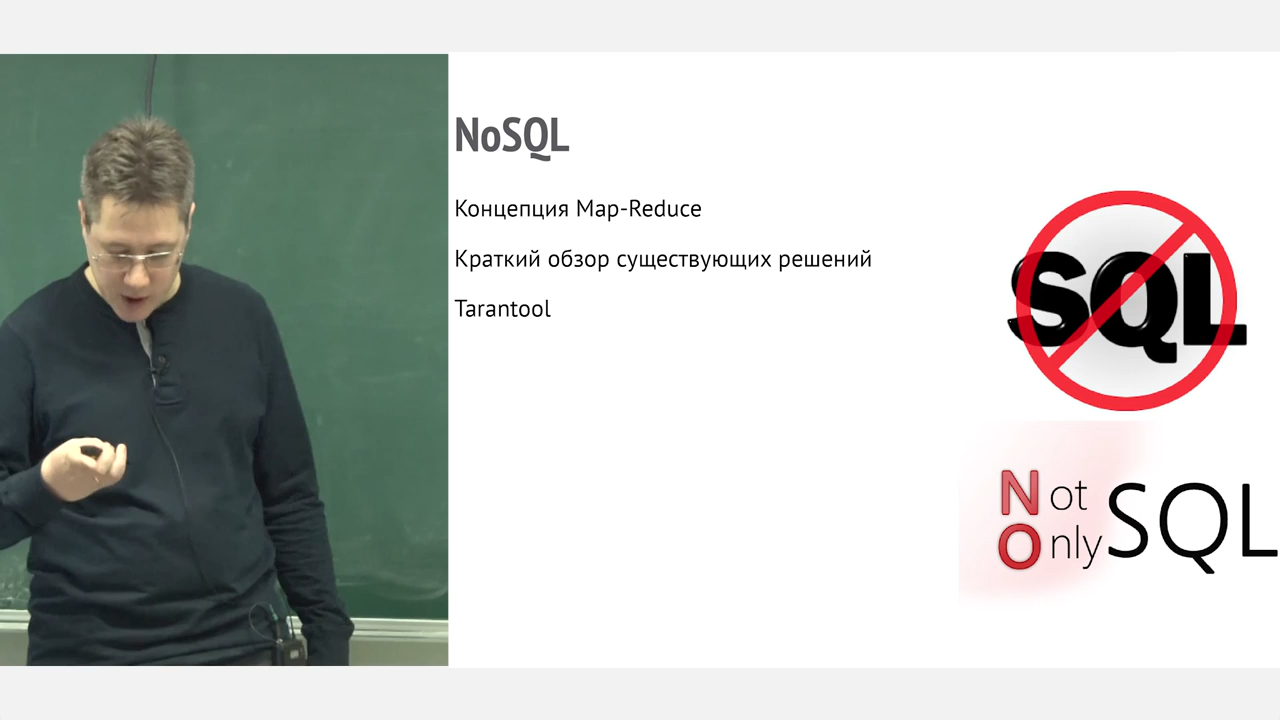 NoSQL
Концепция Map-Reduce
Краткий обзор существующих решений
Tarantool
SQL
Not
Only SQL